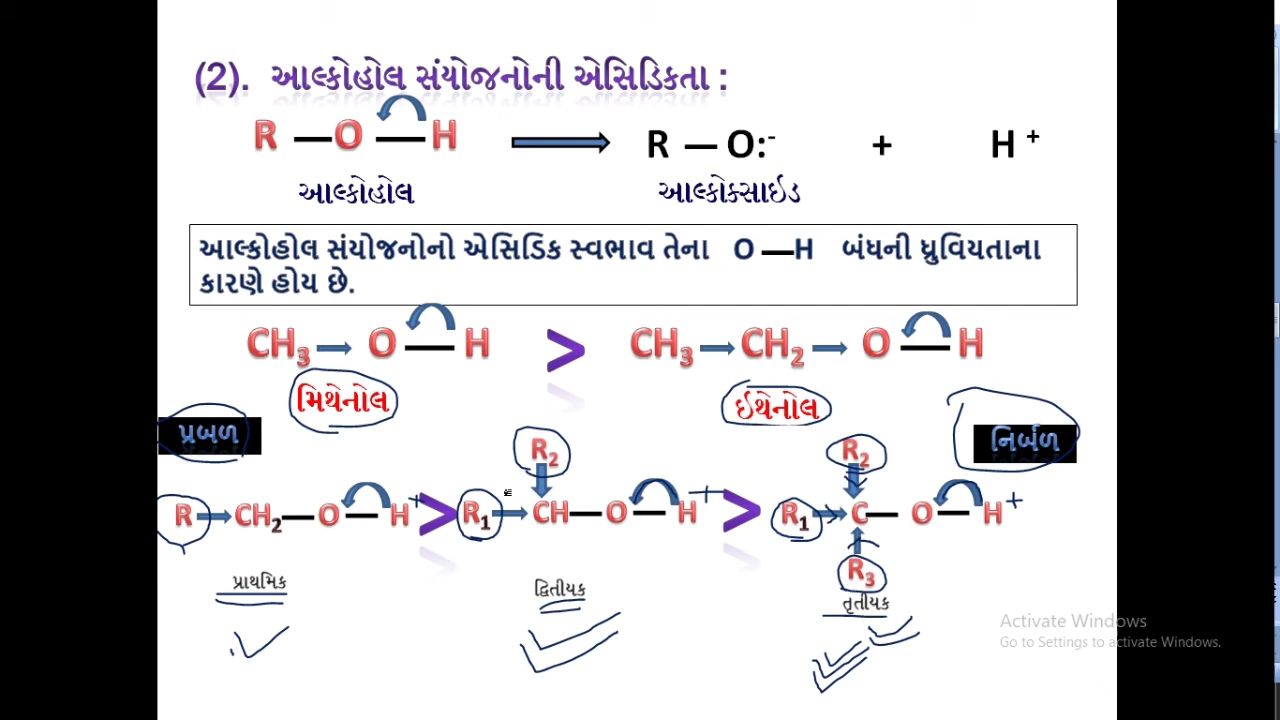 (2). આલ્કોહોલ સંયોજનોની એસિડિકતા :
R — O — H → R — O:⁻ + H⁺
આલ્કોહોલ આલ્કોક્સાઇડ
આલ્કોહોલ સંયોજનોનો એસિડિક સ્વભાવ તેના O — H બંધની ધ્રુવિયતાના
કારણે હોય છે.
CH₃ → O — H > CH₃ → CH₂ → O — H
મિથેનોલ ઈથેનોલ
પ્રબળ નિર્બળ
R₂ R₂
R → CH₂ — O — H⁺ > R₁ → CH — O — H⁺ > R₁ → C — O — H⁺
R₃
પ્રાથમિક દ્વિતીયક તૃતીયક
Activate Windows
Go to Settings to activate Windows.